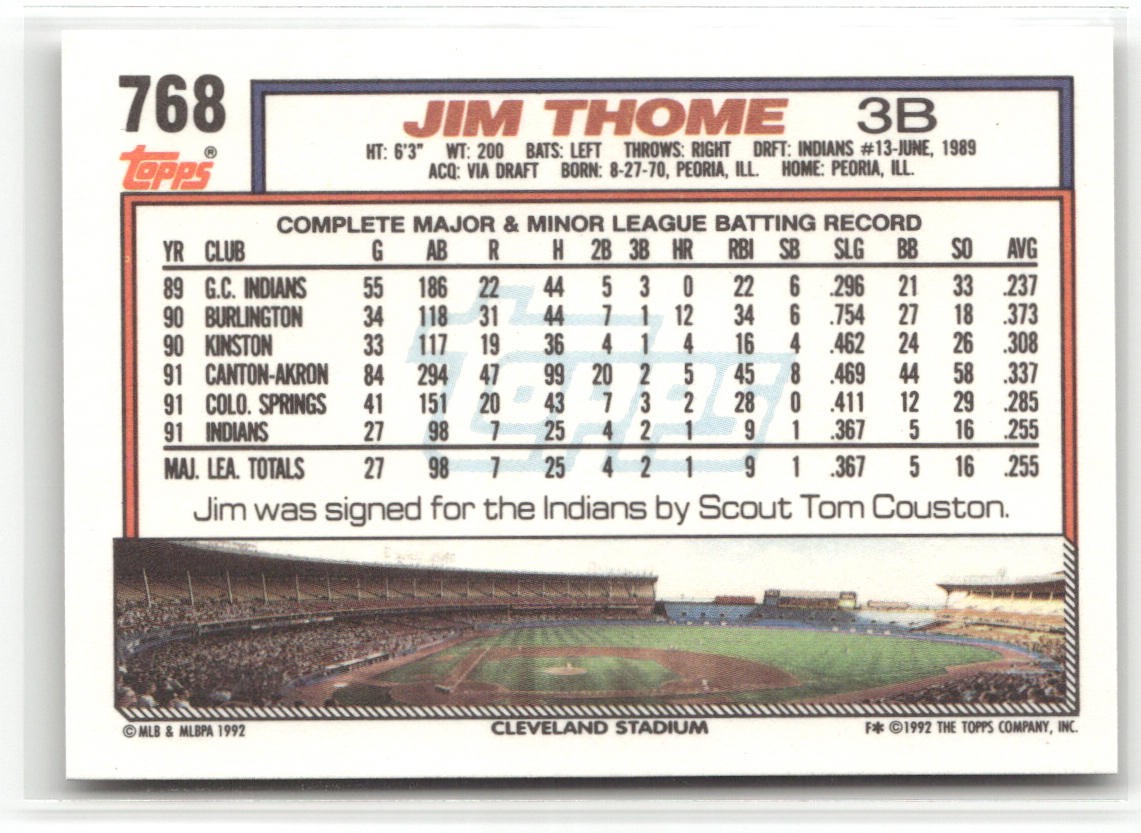 768
JIM THOME 3B
HT: 6'3" WT: 200 BATS: LEFT THROWS: RIGHT DRFT: INDIANS #13-JUNE, 1989
ACQ: VIA DRAFT BORN: 8-27-70, PEORIA, ILL. HOME: PEORIA, ILL.
TOPPS®
COMPLETE MAJOR & MINOR LEAGUE BATTING RECORD
YR CLUB G AB R H 2B 3B HR RBI SB SLG BB SO AVG
89 G.C. INDIANS 55 186 22 44 5 3 0 22 6 .296 21 33 .237
90 BURLINGTON 34 118 31 44 7 1 12 34 6 .754 27 18 .373
90 KINSTON 33 117 19 36 4 1 4 16 4 .462 24 26 .308
91 CANTON-AKRON 84 294 47 99 20 2 5 45 8 .469 44 58 .337
91 COLO. SPRINGS 41 151 20 43 7 3 2 28 0 .411 12 29 .285
91 INDIANS 27 98 7 25 4 2 1 9 1 .367 5 16 .255
MAJ. LEA. TOTALS 27 98 7 25 4 2 1 9 1 .367 5 16 .255
topps
Jim was signed for the Indians by Scout Tom Couston.
© MLB & MLBPA 1992 CLEVELAND STADIUM F* ©1992 THE TOPPS COMPANY, INC.